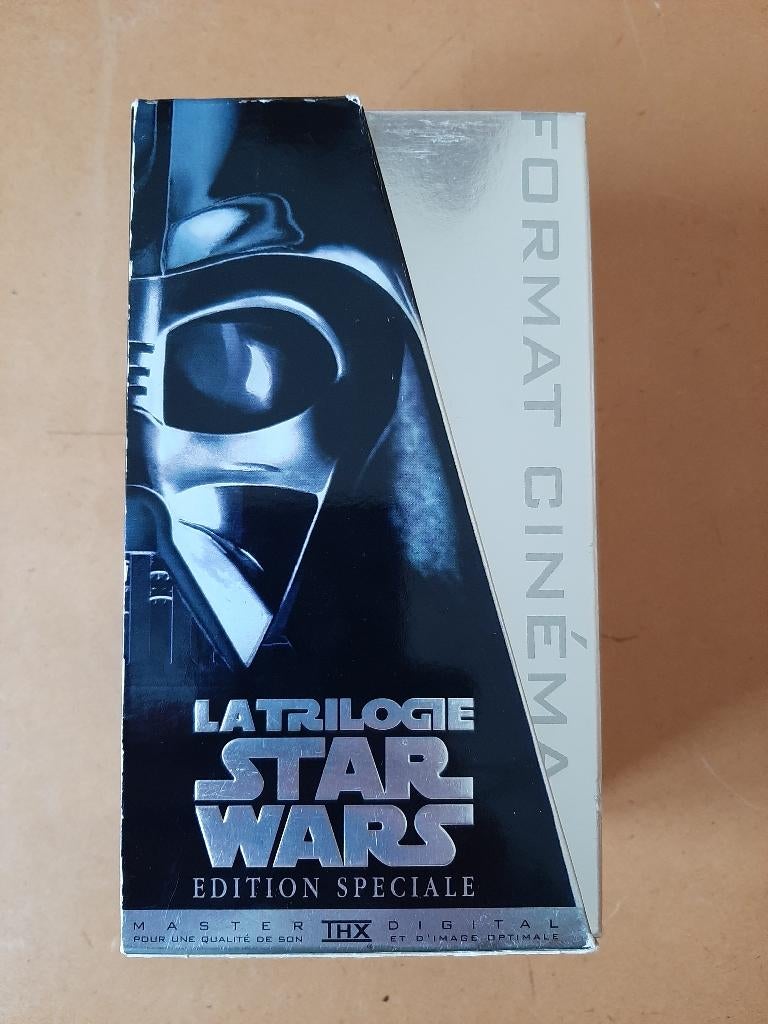 FORMAT CINÉMA
LA TRILOGIE
STAR
WARS
EDITION SPECIALE
MASTER THX DIGITAL
POUR UNE QUALITÉ DE SON ET D'IMAGE OPTIMALE